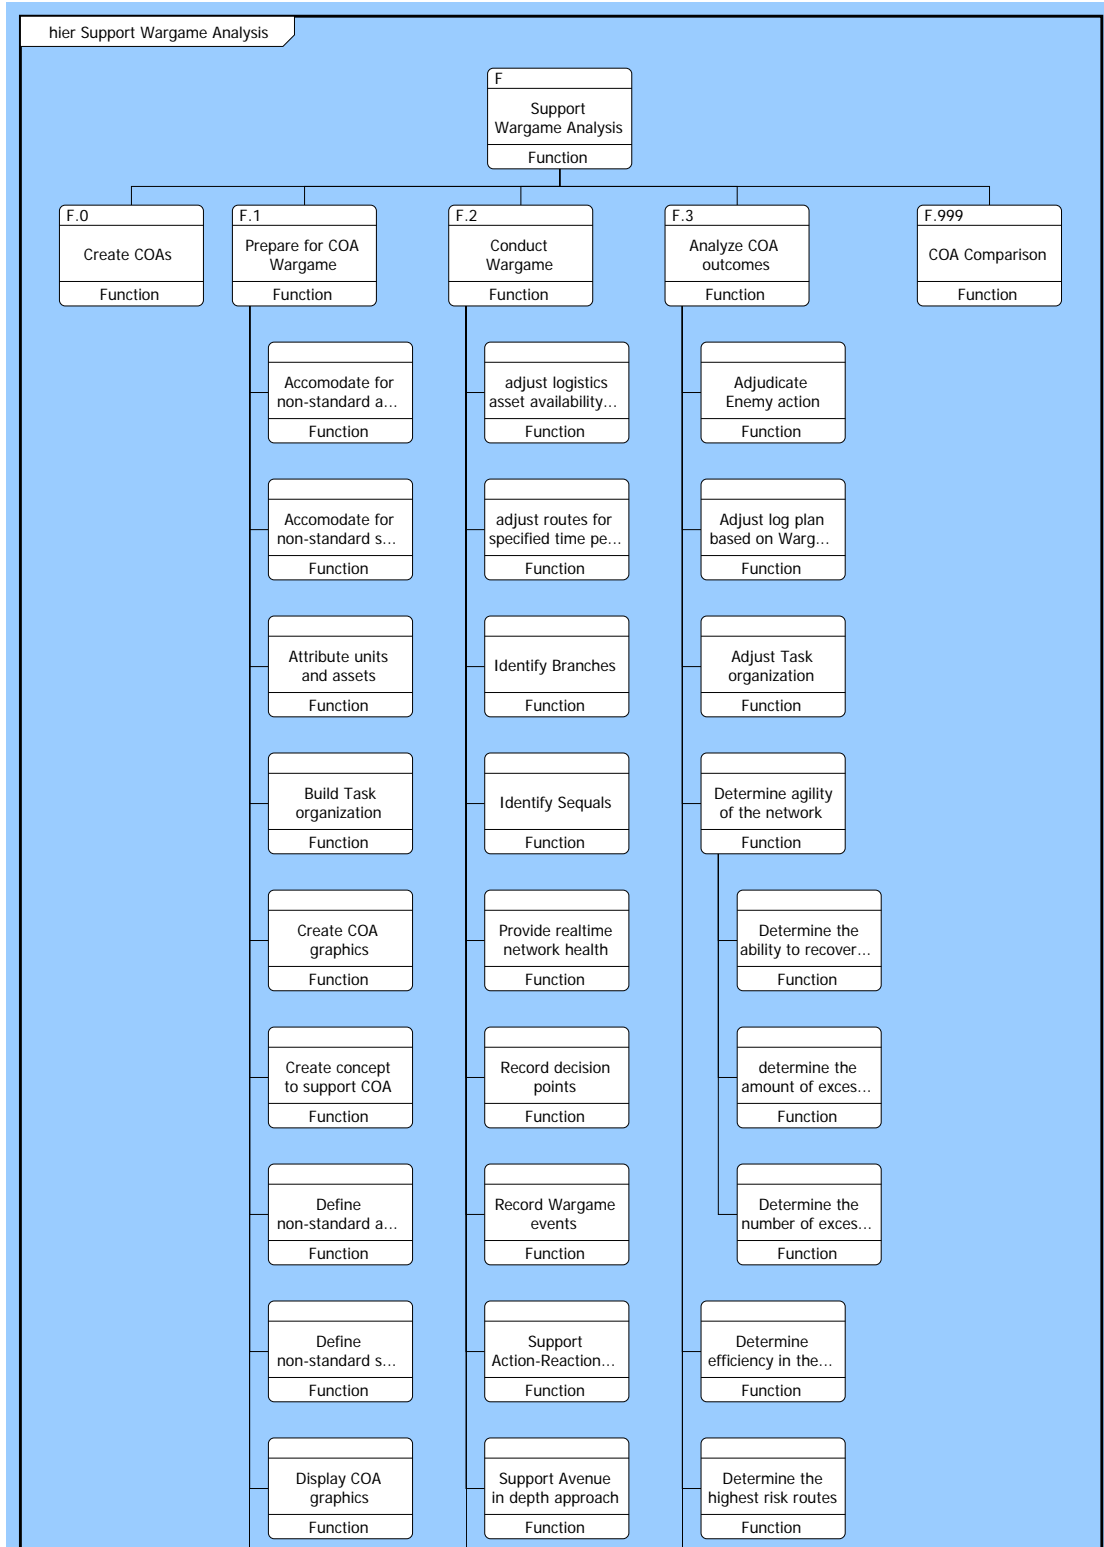 hier Support Wargame Analysis
F
Support
Wargame Analysis
Function
F.0
Create COAs
Function
F.1
Prepare for COA
Wargame
Function
F.2
Conduct
Wargame
Function
F.3
Analyze COA
outcomes
Function
F.999
COA Comparison
Function
Accomodate for
non-standard a...
Function
Accomodate for
non-standard s...
Function
Attribute units
and assets
Function
Build Task
organization
Function
Create COA
graphics
Function
Create concept
to support COA
Function
Define
non-standard a...
Function
Define
non-standard s...
Function
Display COA
graphics
Function
adjust logistics
asset availability...
Function
adjust routes for
specified time pe...
Function
Identify Branches
Function
Identify Sequals
Function
Provide realtime
network health
Function
Record decision
points
Function
Record Wargame
events
Function
Support
Action-Reaction...
Function
Support Avenue
in depth approach
Function
Adjudicate
Enemy action
Function
Adjust log plan
based on Warg...
Function
Adjust Task
organization
Function
Determine agility
of the network
Function
Determine the
ability to recover...
Function
determine the
amount of exces...
Function
Determine the
number of exces...
Function
Determine
efficiency in the...
Function
Determine the
highest risk routes
Function